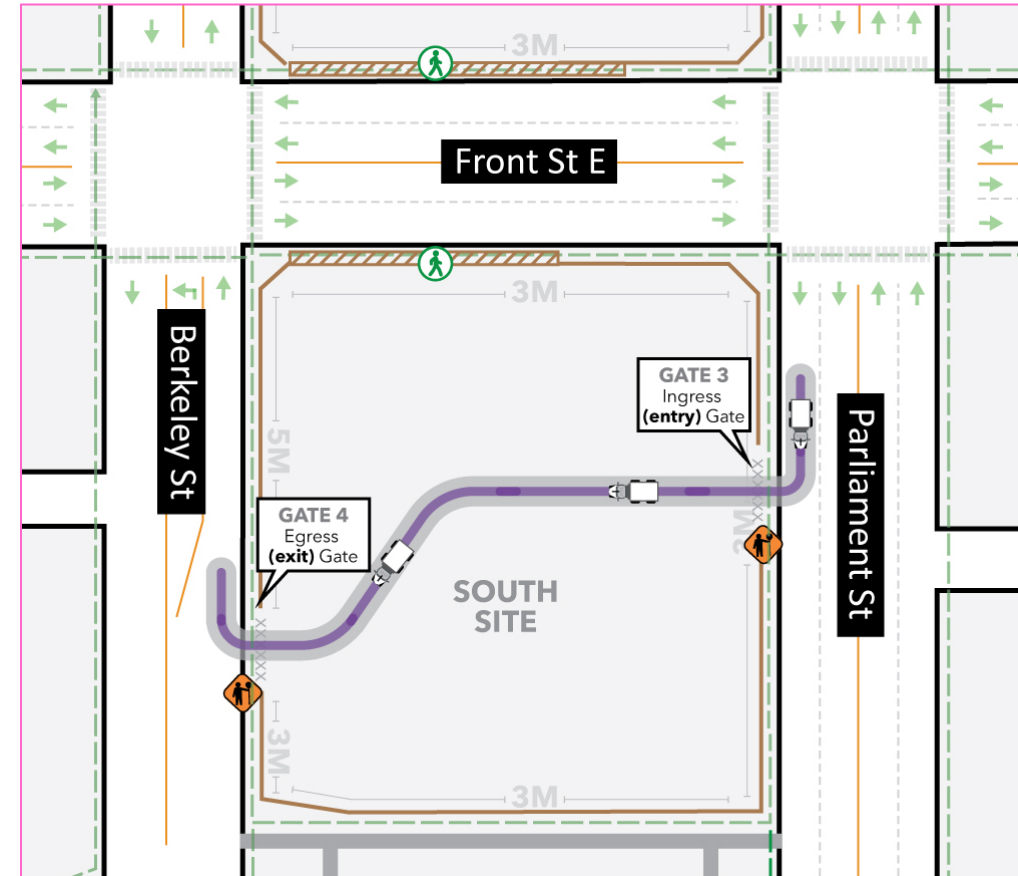 3M
Front St E
3M
Berkeley St
GATE 3
Ingress
(entry) Gate
Parliament St
5M
GATE 4
Egress
(exit) Gate
3M
SOUTH
SITE
3M
3M